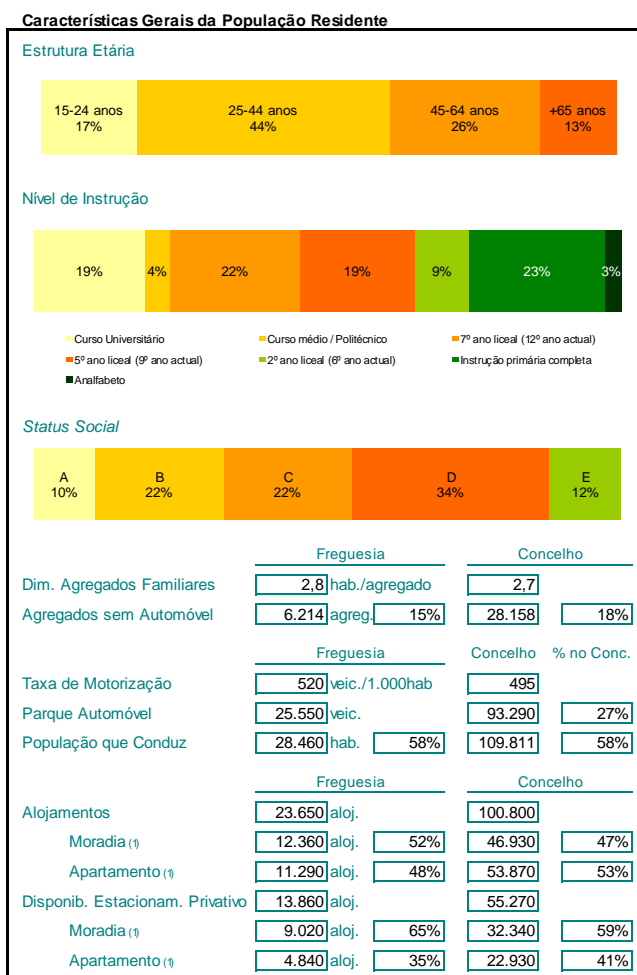 Características Gerais da População Residente
Estrutura Etária
15-24 anos 25-44 anos 45-64 anos +65 anos
17% 44% 26% 13%
Nível de Instrução
19% 4% 22% 19% 9% 23% 3%
Curso Universitário Curso médio / Politécnico 7º ano liceal (12º ano actual)
5º ano liceal (9º ano actual) 2º ano liceal (6º ano actual) Instrução primária completa
Analfabeto
Status Social
A B C D E
10% 22% 22% 34% 12%
Freguesia Concelho
Dim. Agregados Familiares 2,8 hab./agregado 2,7
Agregados sem Automóvel 6.214 agreg. 15% 28.158 18%
Freguesia Concelho % no Conc.
Taxa de Motorização 520 veic./1.000hab 495
Parque Automóvel 25.550 veic. 93.290 27%
População que Conduz 28.460 hab. 58% 109.811 58%
Freguesia Concelho
Alojamentos 23.650 aloj. 100.800
Moradia (1) 12.360 aloj. 52% 46.930 47%
Apartamento (1) 11.290 aloj. 48% 53.870 53%
Disponib. Estacionam. Privativo 13.860 aloj. 55.270
Moradia (1) 9.020 aloj. 65% 32.340 59%
Apartamento (1) 4.840 aloj. 35% 22.930 41%